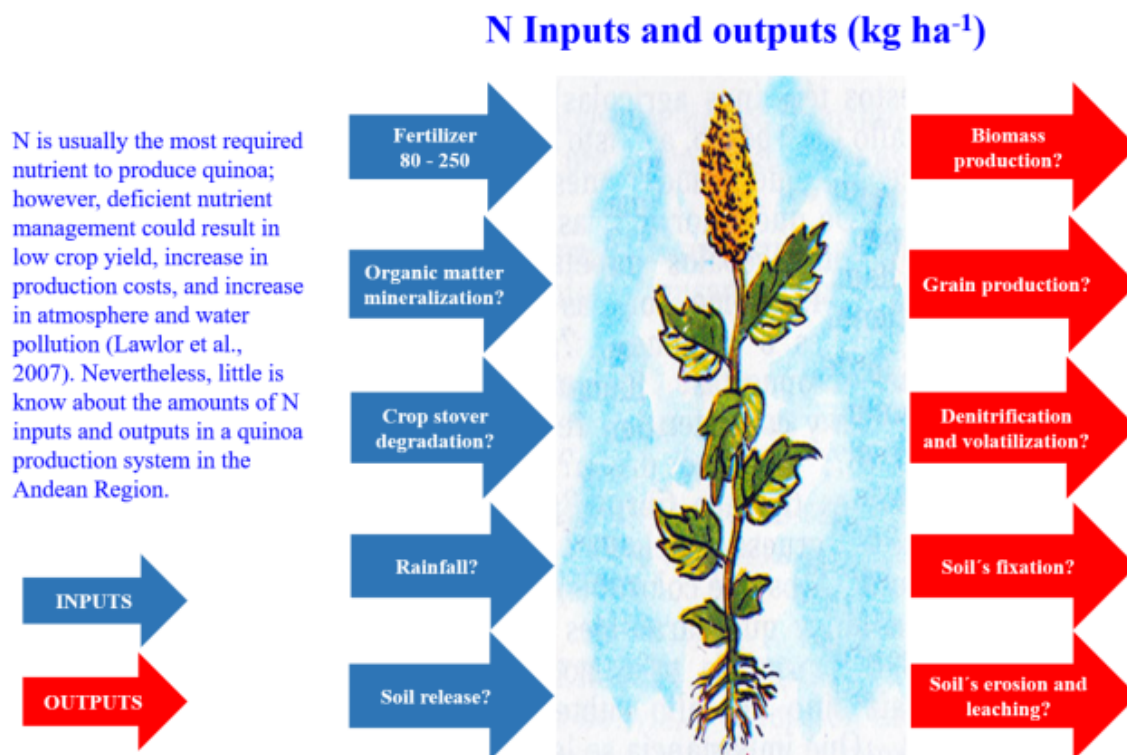 N Inputs and outputs (kg ha⁻¹)
N is usually the most required
nutrient to produce quinoa;
however, deficient nutrient
management could result in
low crop yield, increase in
production costs, and increase
in atmosphere and water
pollution (Lawlor et al.,
2007). Nevertheless, little is
know about the amounts of N
inputs and outputs in a quinoa
production system in the
Andean Region.
INPUTS
OUTPUTS
Fertilizer
80 - 250
Organic matter
mineralization?
Crop stover
degradation?
Rainfall?
Soil release?
Biomass
production?
Grain production?
Denitrification
and volatilization?
Soil´s fixation?
Soil´s erosion and
leaching?